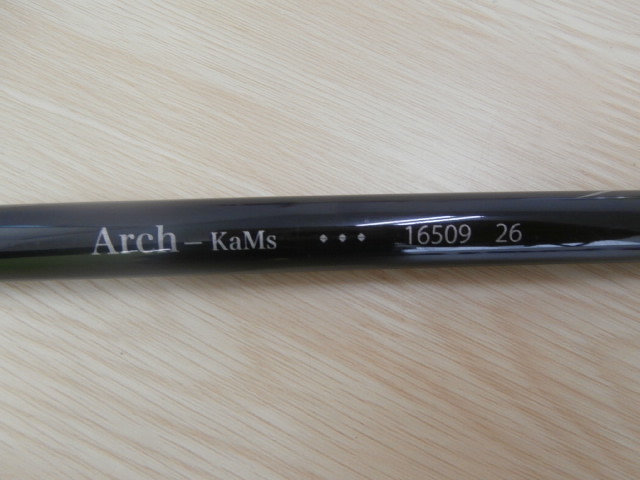 Arch – KaMs ◆ ◆ ◆ 16509 26